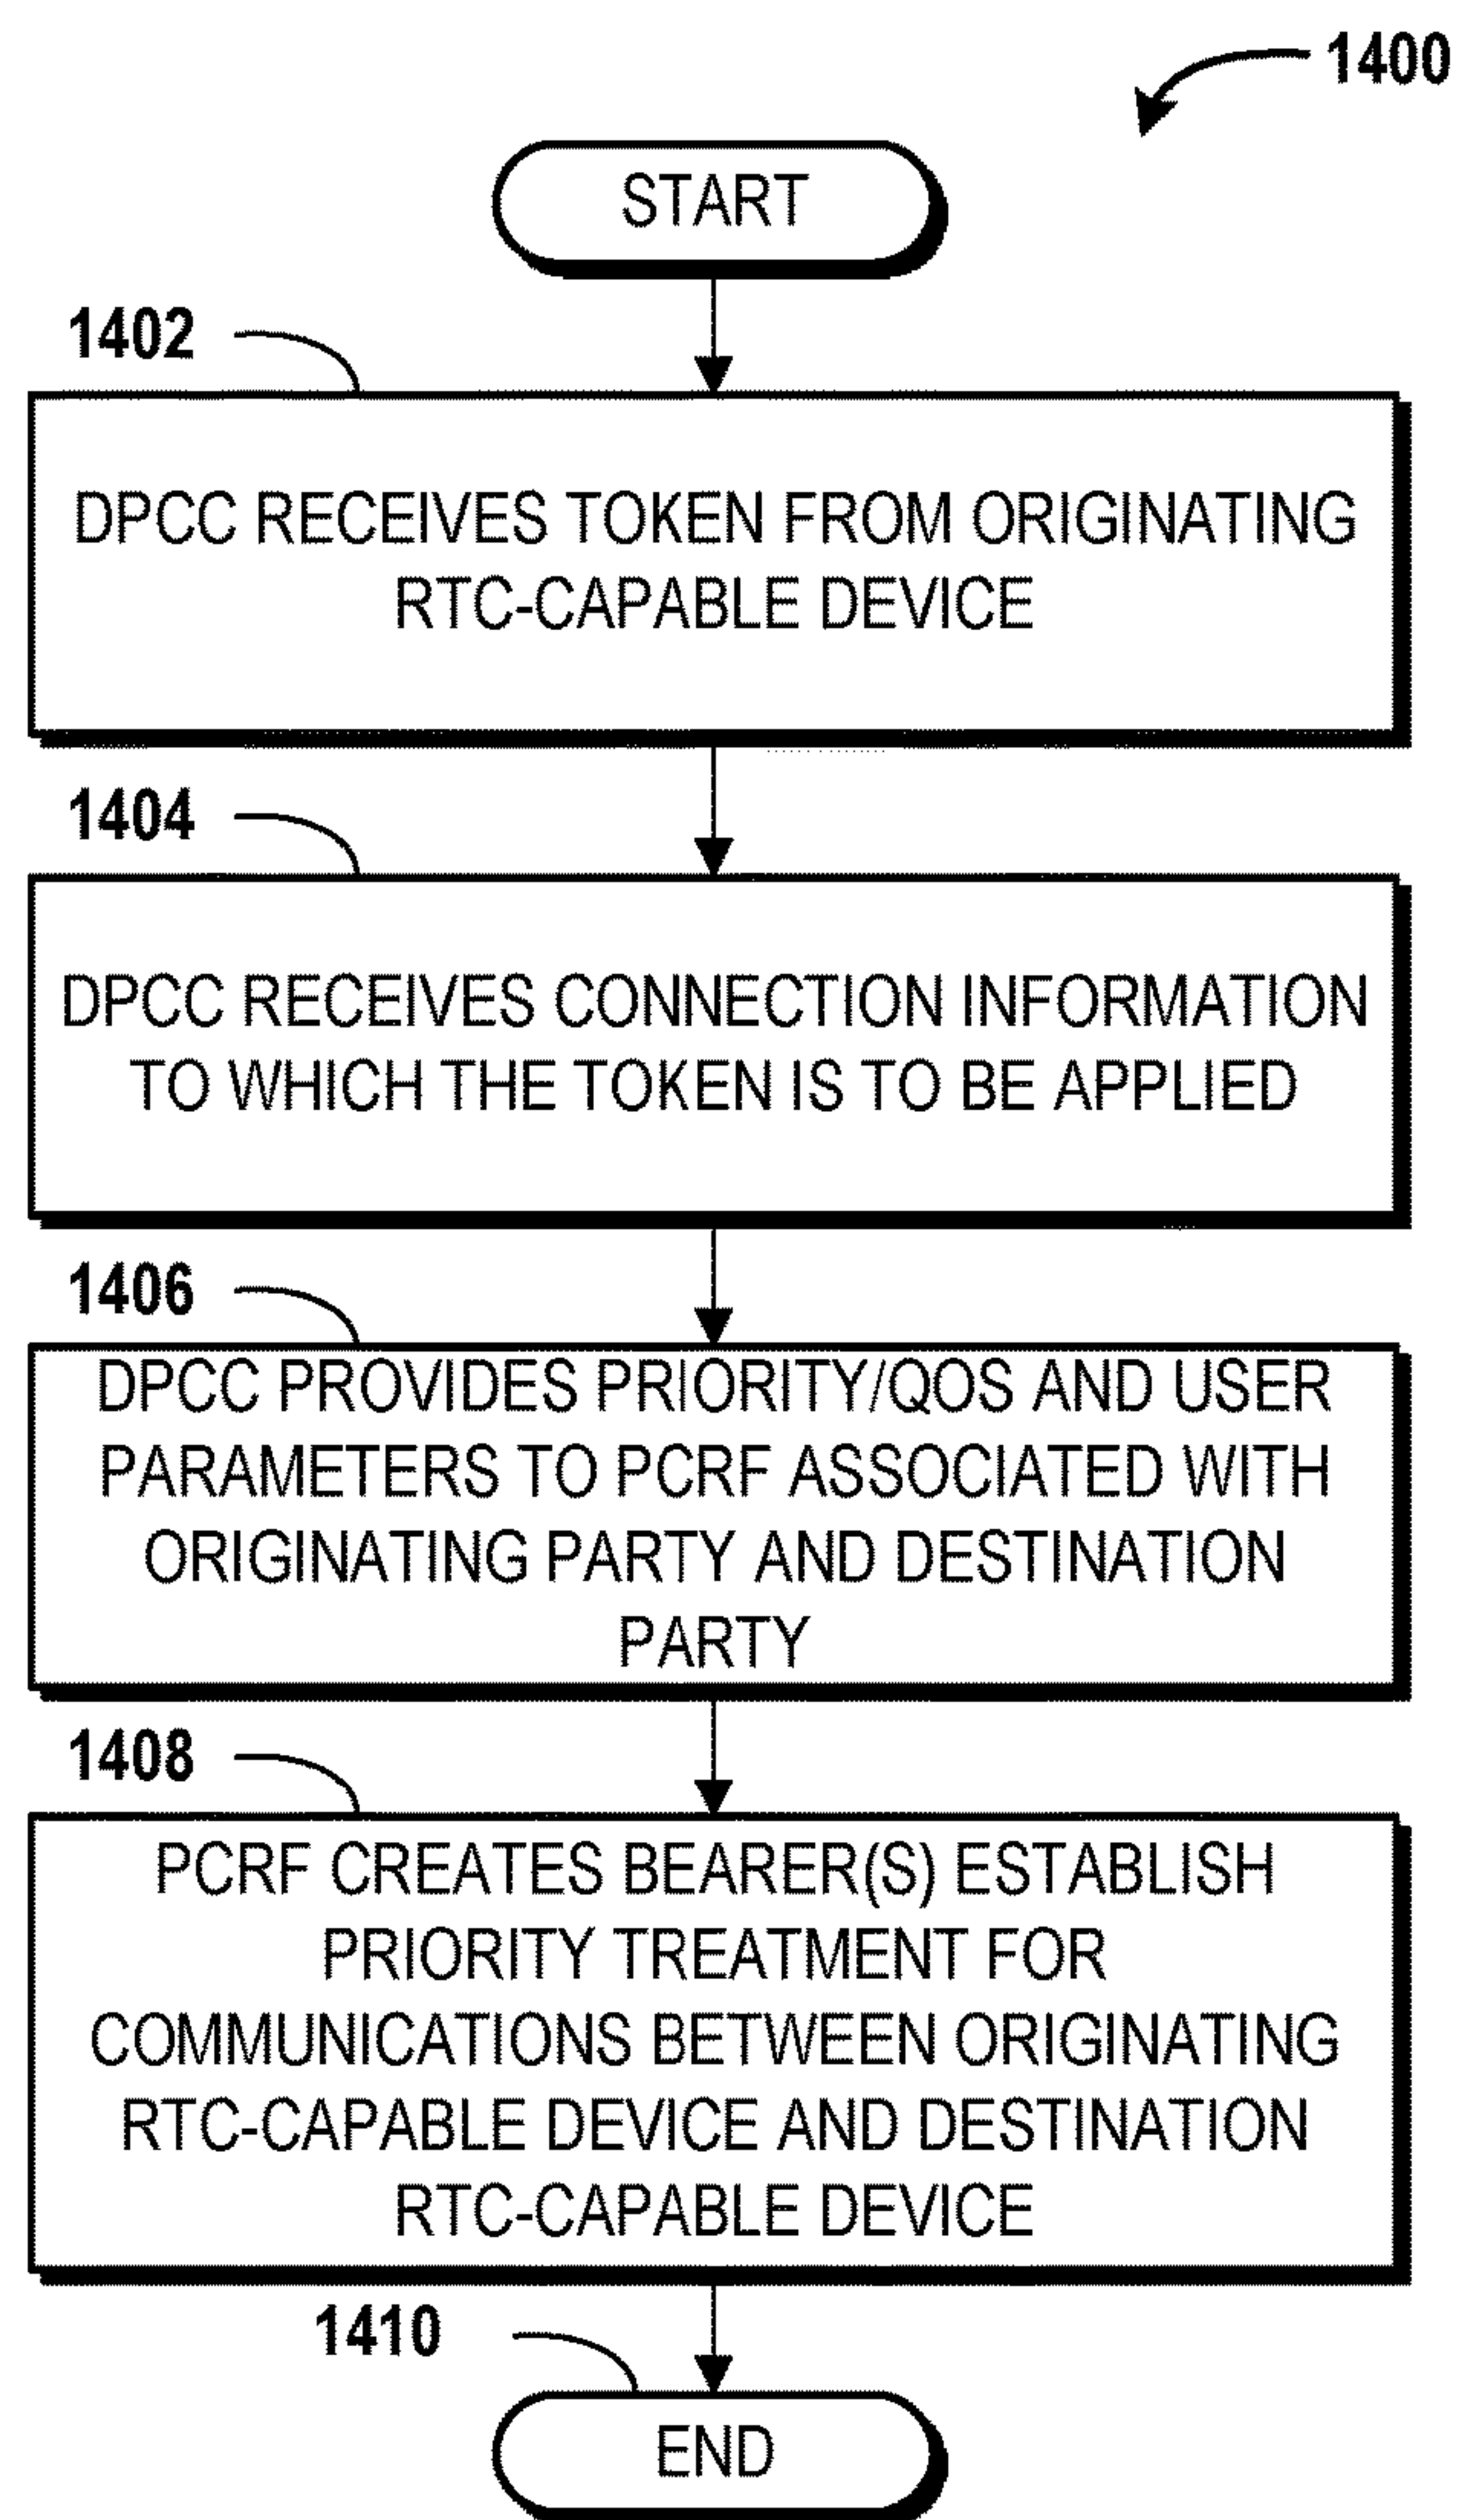 1400
START
1402
DPCC RECEIVES TOKEN FROM ORIGINATING
RTC-CAPABLE DEVICE
1404
DPCC RECEIVES CONNECTION INFORMATION
TO WHICH THE TOKEN IS TO BE APPLIED
1406
DPCC PROVIDES PRIORITY/QOS AND USER
PARAMETERS TO PCRF ASSOCIATED WITH
ORIGINATING PARTY AND DESTINATION
PARTY
1408
PCRF CREATES BEARER(S) ESTABLISH
PRIORITY TREATMENT FOR
COMMUNICATIONS BETWEEN ORIGINATING
RTC-CAPABLE DEVICE AND DESTINATION
RTC-CAPABLE DEVICE
1410
END